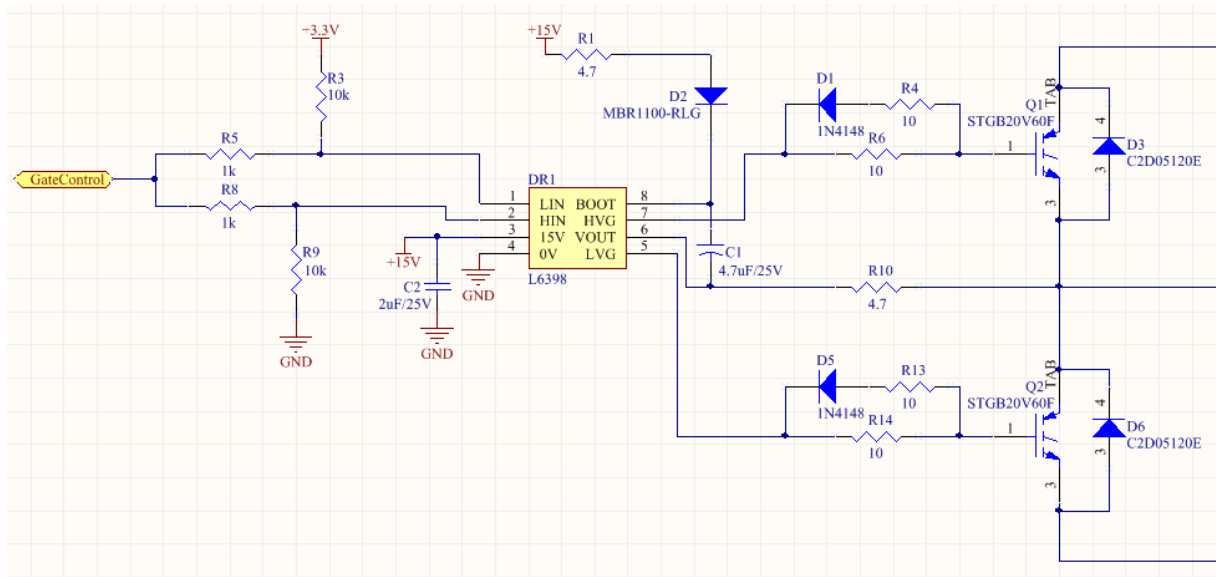 +3.3V
+15V
R1
4.7
R3
10k
D2
MBR1100-RLG
D1
1N4148
R4
10
Q1
STGB20V60F
TAB
1
3
4
3
D3
C2D05120E
R6
10
GateControl
R5
1k
R8
1k
R9
10k
GND
DR1
1 LIN BOOT 8
2 HIN HVG 7
3 15V VOUT 6
4 0V LVG 5
L6398
+15V
GND
C2
2uF/25V
GND
C1
4.7uF/25V
R10
4.7
D5
1N4148
R13
10
R14
10
Q2
STGB20V60F
TAB
1
3
4
3
D6
C2D05120E